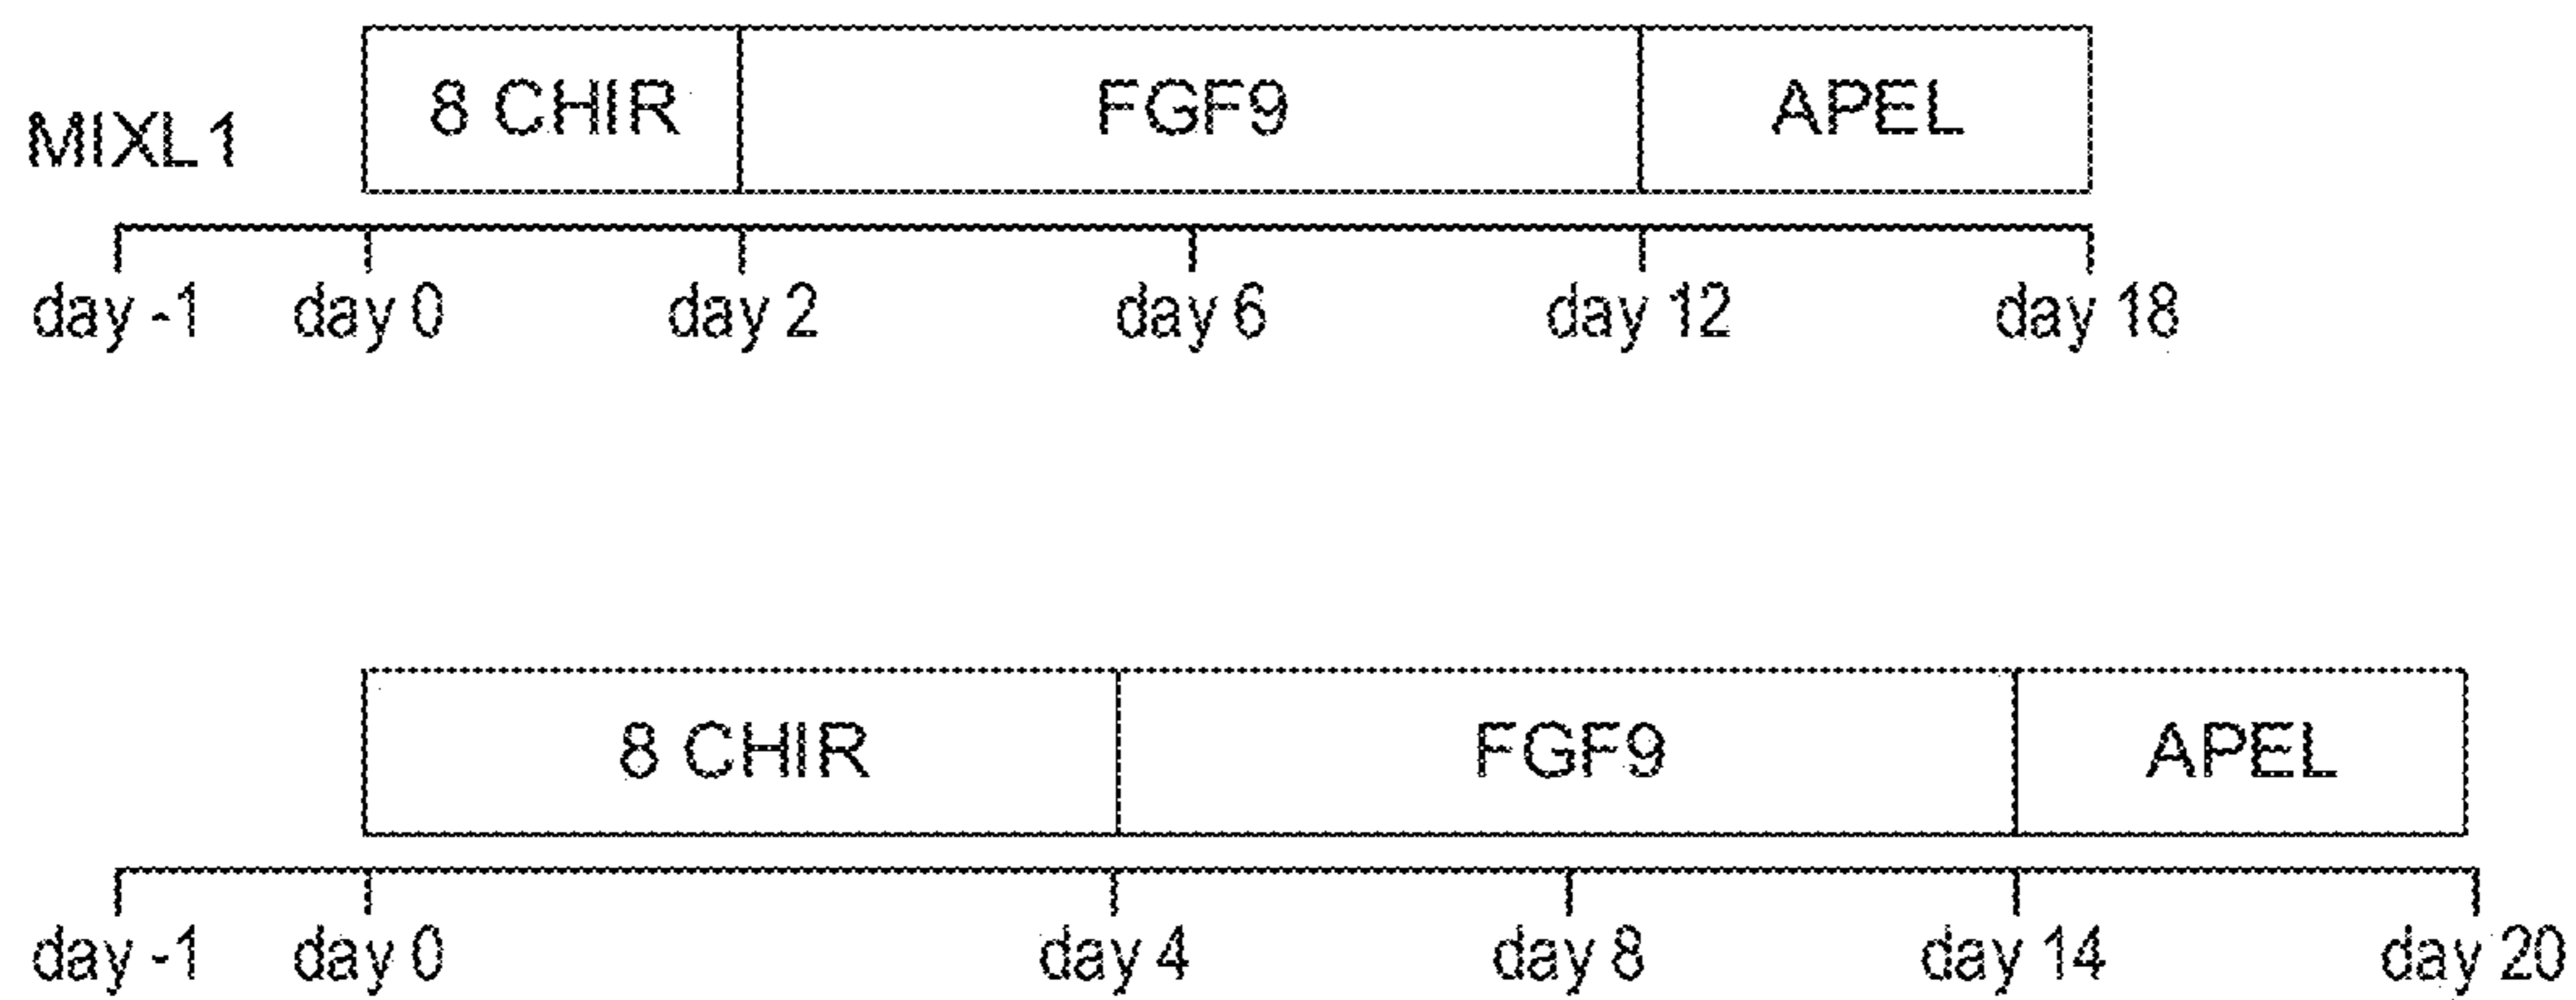 8 CHIR FGF9 APEL
MIXL1
day -1 day 0 day 2 day 6 day 12 day 18
8 CHIR FGF9 APEL
day -1 day 0 day 4 day 8 day 14 day 20